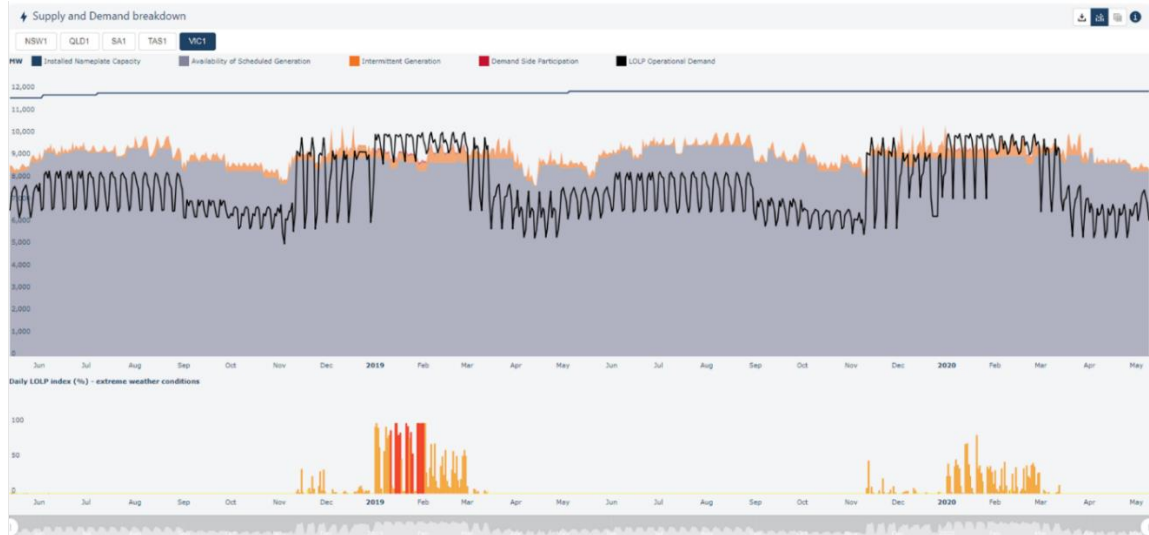 Supply and Demand breakdown
NSW1 QLD1 SA1 TAS1 VIC1
MW Installed Nameplate Capacity Availability of Scheduled Generation Intermittent Generation Demand Side Participation LOLP Operational Demand
12,000
11,000
10,000
9,000
8,000
7,000
6,000
5,000
4,000
3,000
2,000
1,000
0
Jun Jul Aug Sep Oct Nov Dec 2019 Feb Mar Apr May Jun Jul Aug Sep Oct Nov Dec 2020 Feb Mar Apr May
Daily LOLP index (%) - extreme weather conditions
100
50
0
Jun Jul Aug Sep Oct Nov Dec 2019 Feb Mar Apr May Jun Jul Aug Sep Oct Nov Dec 2020 Feb Mar Apr May